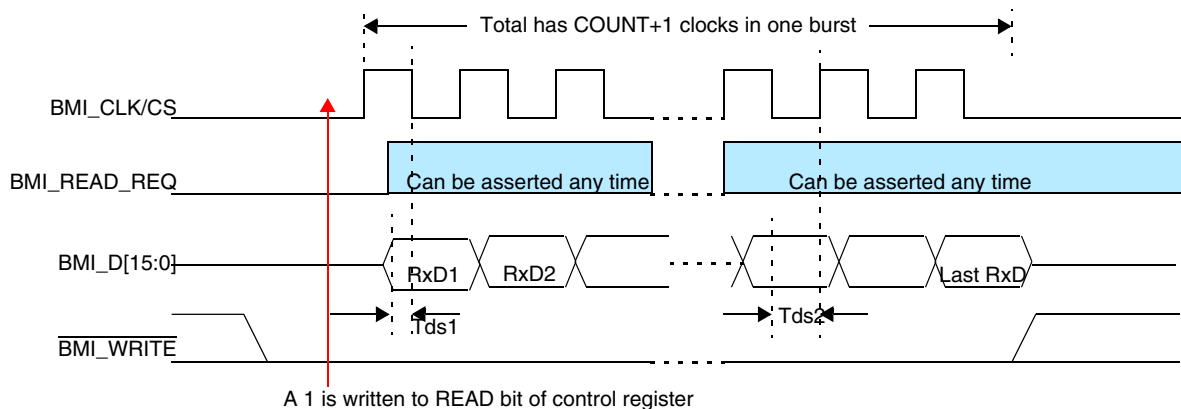 Total has COUNT+1 clocks in one burst
BMI_CLK/CS
BMI_READ_REQ
Can be asserted any time
Can be asserted any time
BMI_D[15:0]
RxD1
RxD2
Last RxD
Tds1
Tds2
BMI_WRITE
A 1 is written to READ bit of control register